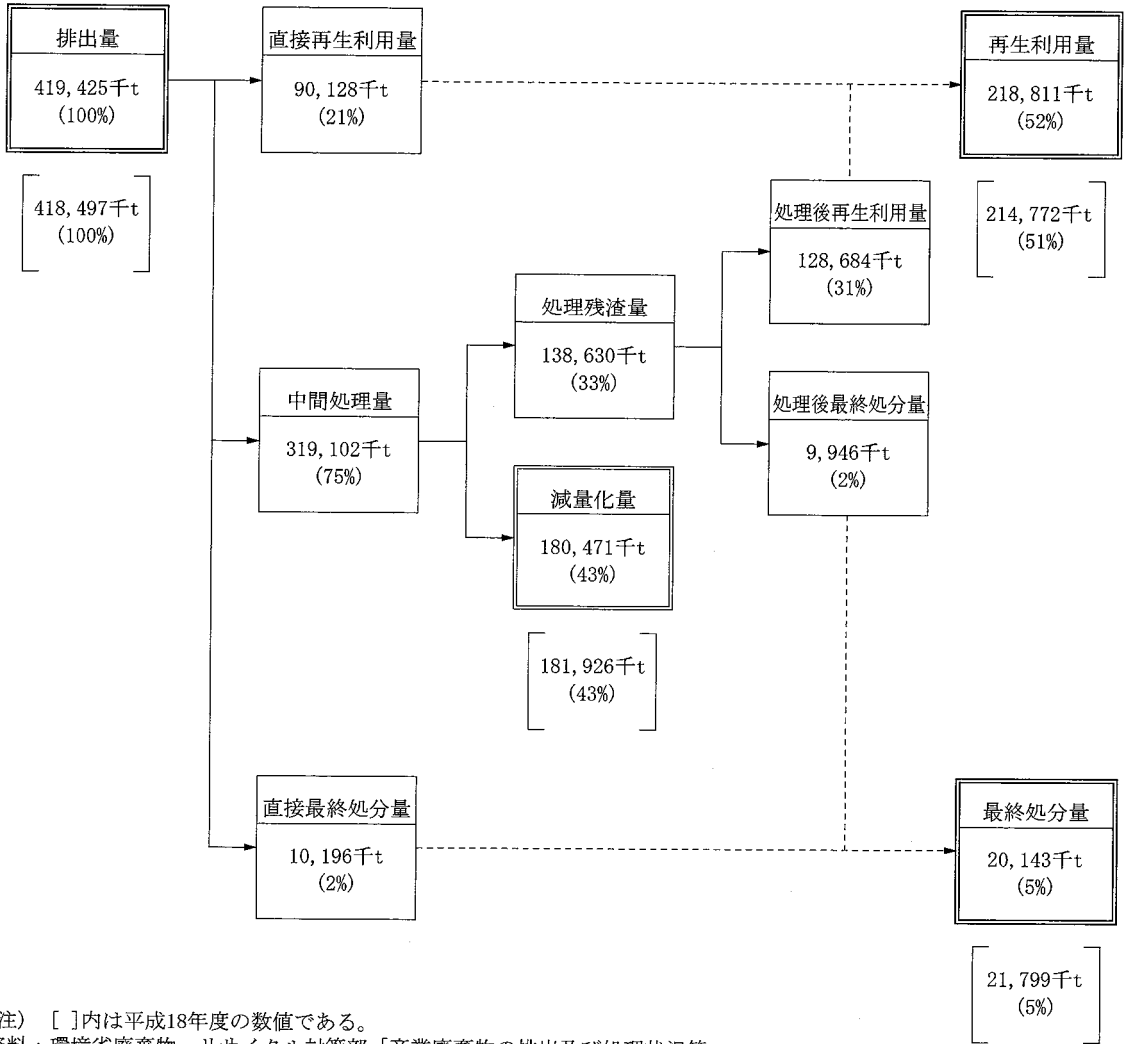 排出量
419,425千t
(100%)
418,497千t
(100%)
直接再生利用量
90,128千t
(21%)
再生利用量
218,811千t
(52%)
214,772千t
(51%)
処理後再生利用量
128,684千t
(31%)
処理残渣量
138,630千t
(33%)
中間処理量
319,102千t
(75%)
処理後最終処分量
9,946千t
(2%)
減量化量
180,471千t
(43%)
181,926千t
(43%)
直接最終処分量
10,196千t
(2%)
最終処分量
20,143千t
(5%)
21,799千t
(5%)
注) [ ]内は平成18年度の数値である。